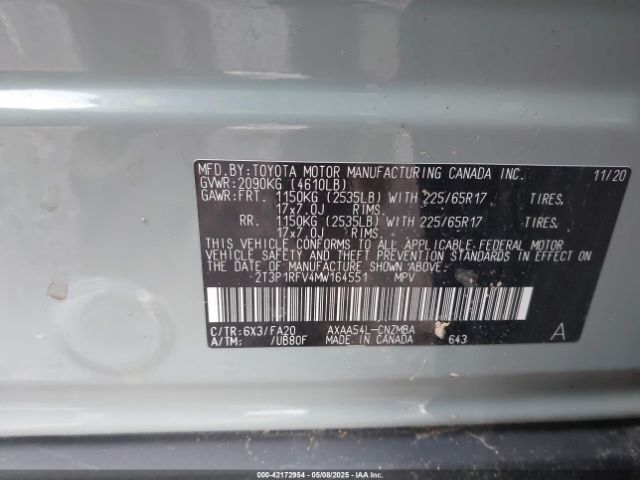 MFD.BY:TOYOTA MOTOR MANUFACTURING CANADA INC. 11/20
GVWR:2090KG (4610LB)
GAWR:FRT. 1150KG (2535LB) WITH 225/65R17 TIRES.
17x7.0J RIMS.
RR. 1150KG (2535LB) WITH 225/65R17 TIRES.
17x7.0J RIMS.
THIS VEHICLE CONFORMS TO ALL APPLICABLE FEDERAL MOTOR
VEHICLE SAFETY AND THEFT PREVENTION STANDARDS IN EFFECT ON
THE DATE OF MANUFACTURE SHOWN ABOVE.
2T3P1RFV4MW164551 MPV
C/TR:6X3/FA20 AXAA54L-CNZMBA A
A/TM: /UB80F MADE IN CANADA 643
000-42172954 | 05/08/2025 | IAA Inc.